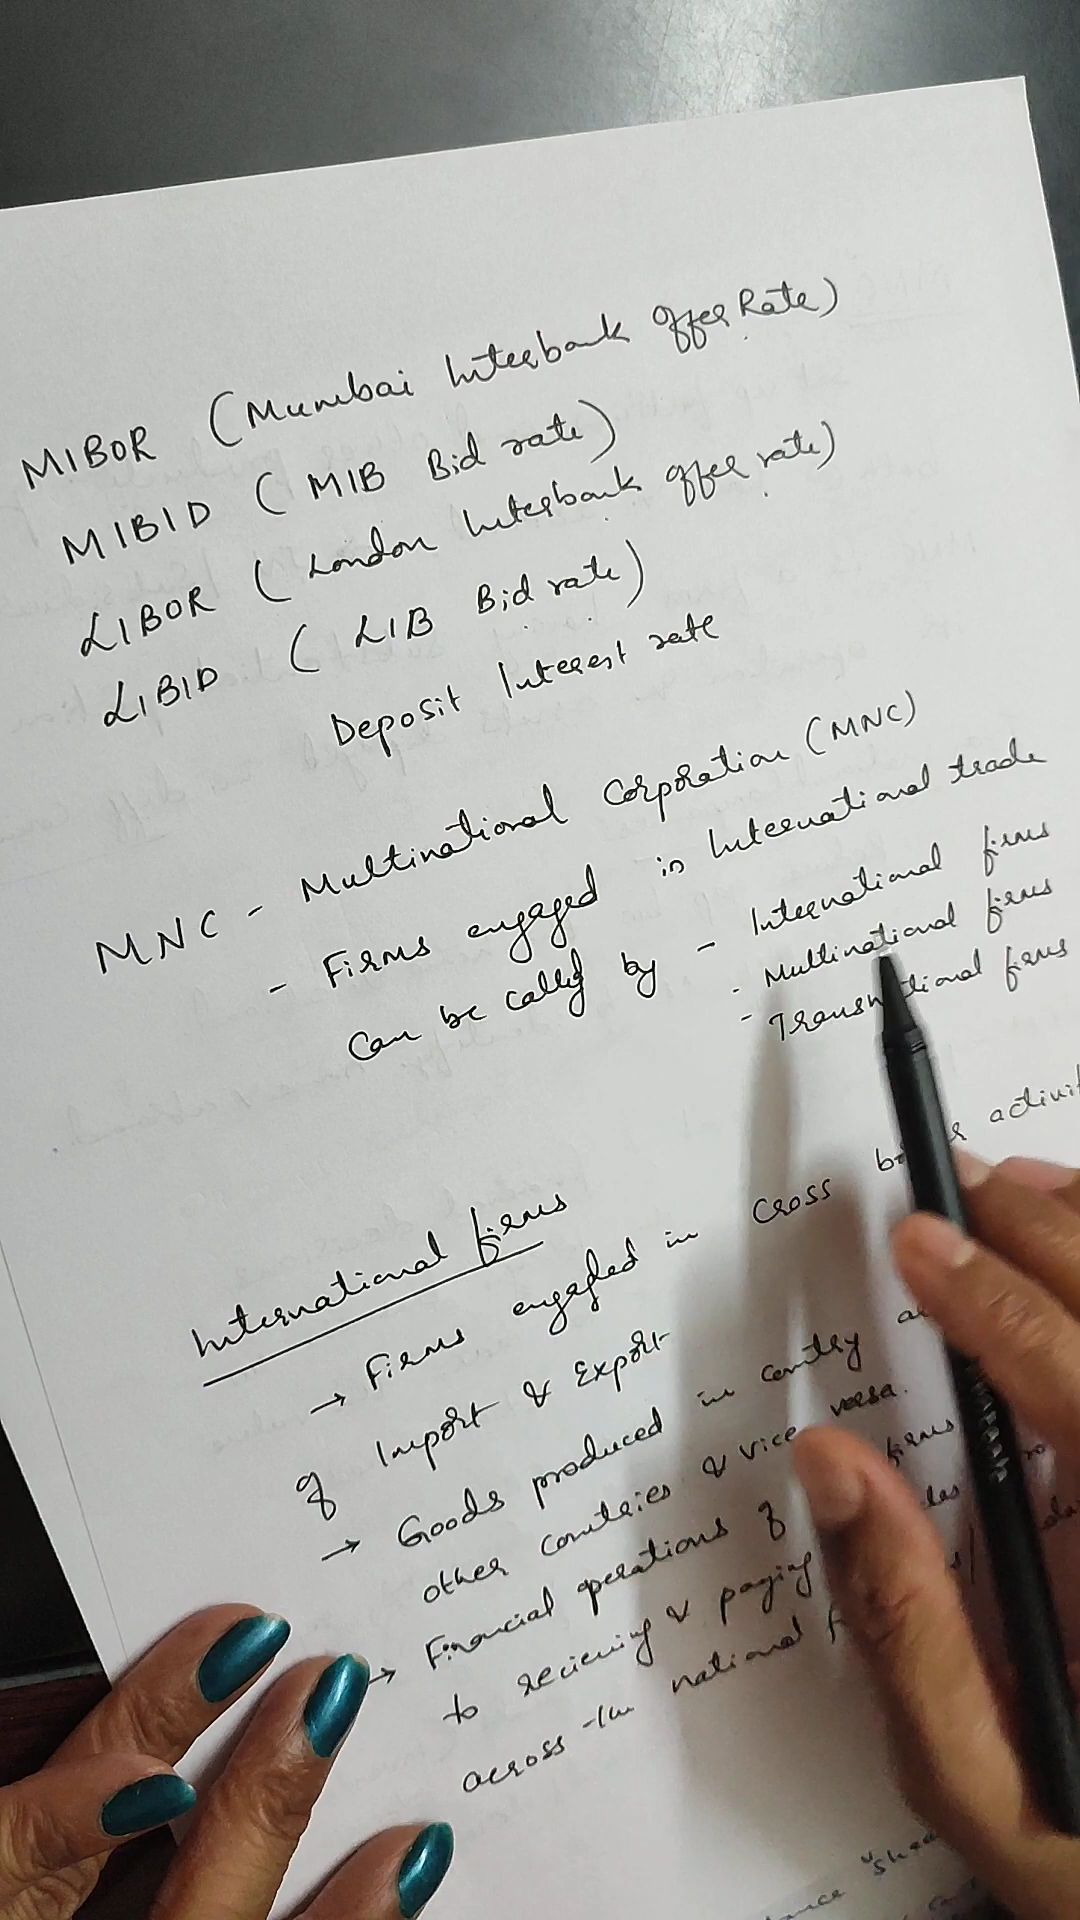 MIBOR (Mumbai Interbank offer Rate)
MIBID (MIB Bid rate)
LIBOR (London Interbank offer rate)
LIBID (LIB Bid rate)
Deposit Interest rate
MNC - Multinational Corporation (MNC)
- Firms engaged in International trade
Can be called by - International firms
- Multinational firms
- Transnational firms
International firms
→ Firms engaged in cross
of Import & Export
→ Goods produced in country
other countries & vice versa.
→ Financial operations of firms
to recieving & paying
across the national